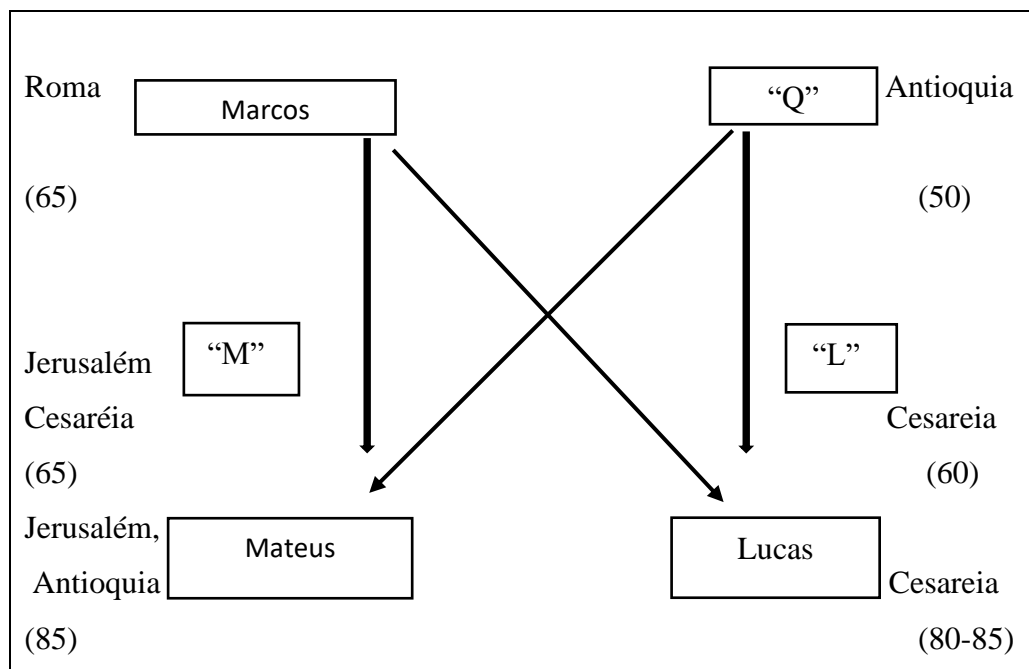 Roma
Marcos
“Q”
Antioquia
(65)
(50)
“M”
“L”
Jerusalém
Cesaréia
Cesareia
(65)
(60)
Jerusalém,
Mateus
Lucas
Antioquia
Cesareia
(85)
(80-85)